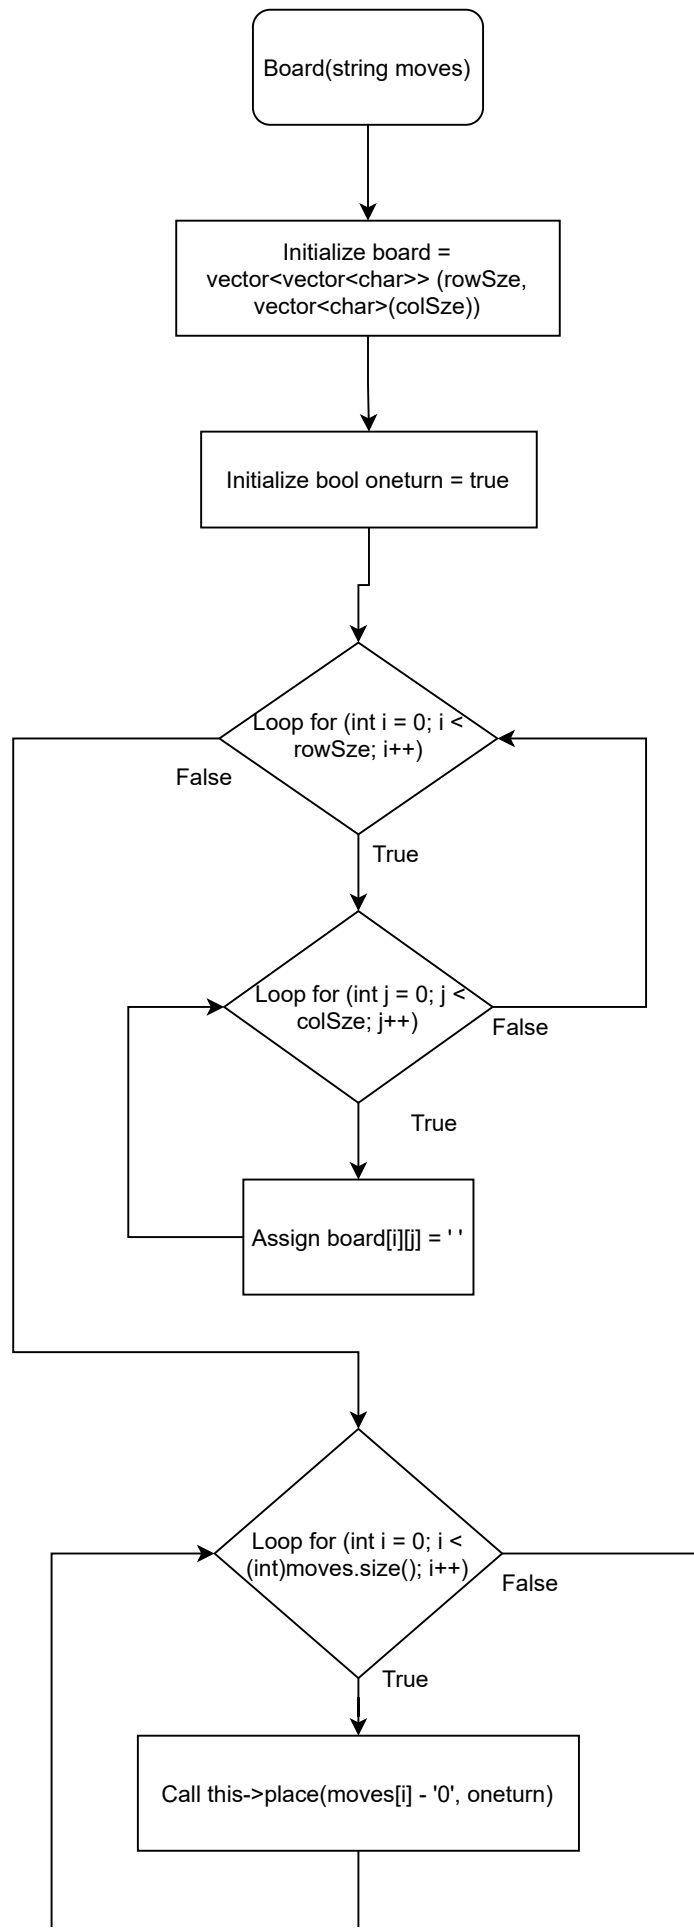 Board(string moves)
Initialize board =
vector<vector<char>> (rowSze,
vector<char>(colSze))
Initialize bool oneturn = true
Loop for (int i = 0; i <
rowSze; i++)
False
True
Loop for (int j = 0; j <
colSze; j++)
False
True
Assign board[i][j] = ' '
Loop for (int i = 0; i <
(int)moves.size(); i++)
False
True
Call this->place(moves[i] - '0', oneturn)